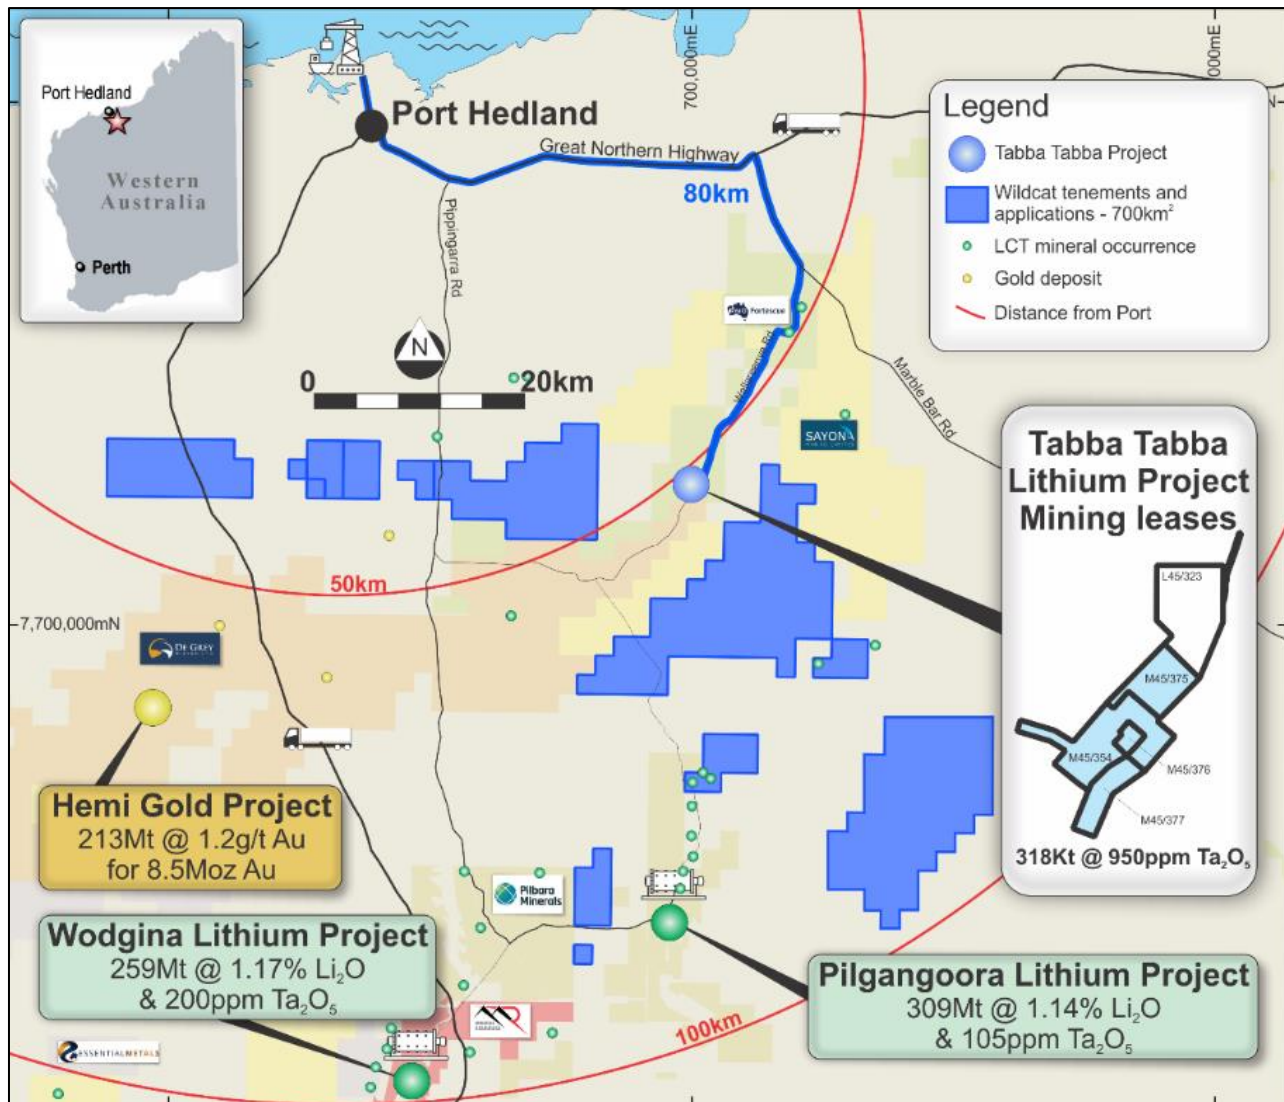 Port Hedland
Western
Australia
Perth
Port Hedland
Great Northern Highway
80km
700,000mE
000mE
N
Legend
Tabba Tabba Project
Wildcat tenements and
applications - 700km²
LCT mineral occurrence
Gold deposit
Distance from Port
Pippingarra Rd
N
0
20km
Fortescue
Marble Bar Rd
SAYONA
Tabba Tabba
Lithium Project
Mining leases
L45/323
M45/375
M45/354
M45/376
M45/377
318Kt @ 950ppm Ta₂O₅
50km
7,700,000mN
DE GREY
Hemi Gold Project
213Mt @ 1.2g/t Au
for 8.5Moz Au
Pilbara
Minerals
Wodgina Lithium Project
259Mt @ 1.17% Li₂O
& 200ppm Ta₂O₅
Pilgangoora Lithium Project
309Mt @ 1.14% Li₂O
& 105ppm Ta₂O₅
100km
ESSENTIALMETALS